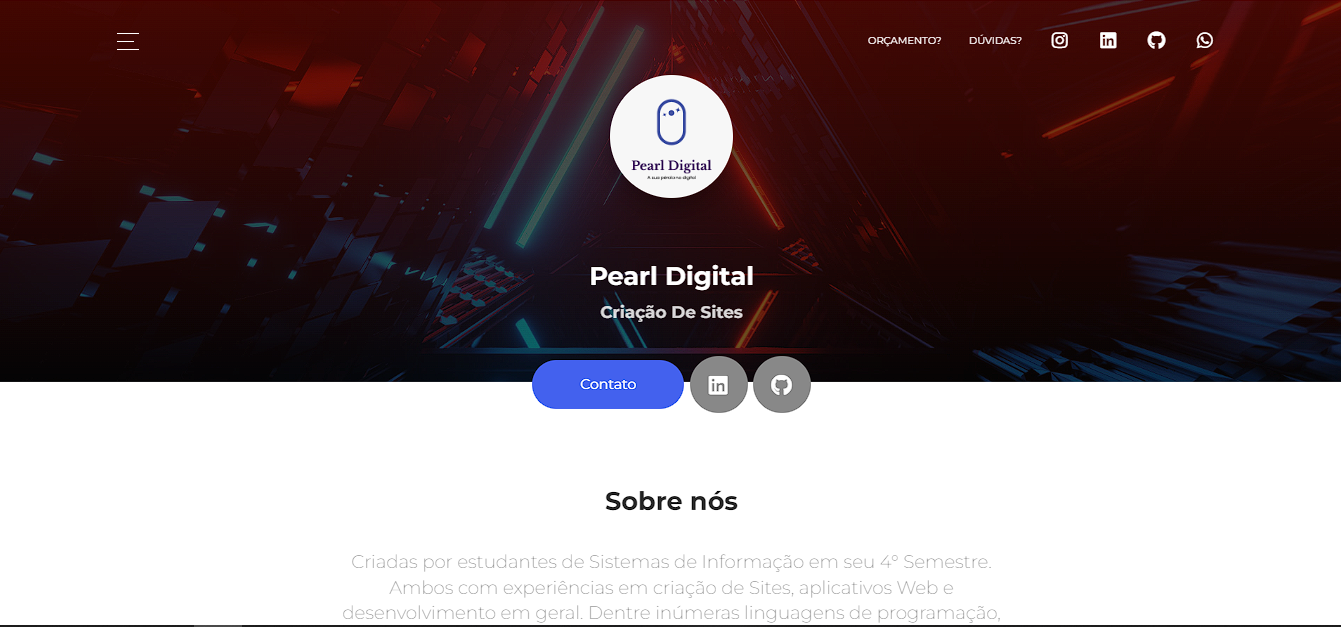 ORÇAMENTO?
DÚVIDAS?
Pearl Digital
A sua pérola no digital
Pearl Digital
Criação De Sites
Contato
Sobre nós
Criadas por estudantes de Sistemas de Informação em seu 4° Semestre.
Ambos com experiências em criação de Sites, aplicativos Web e
desenvolvimento em geral. Dentre inúmeras linguagens de programação,